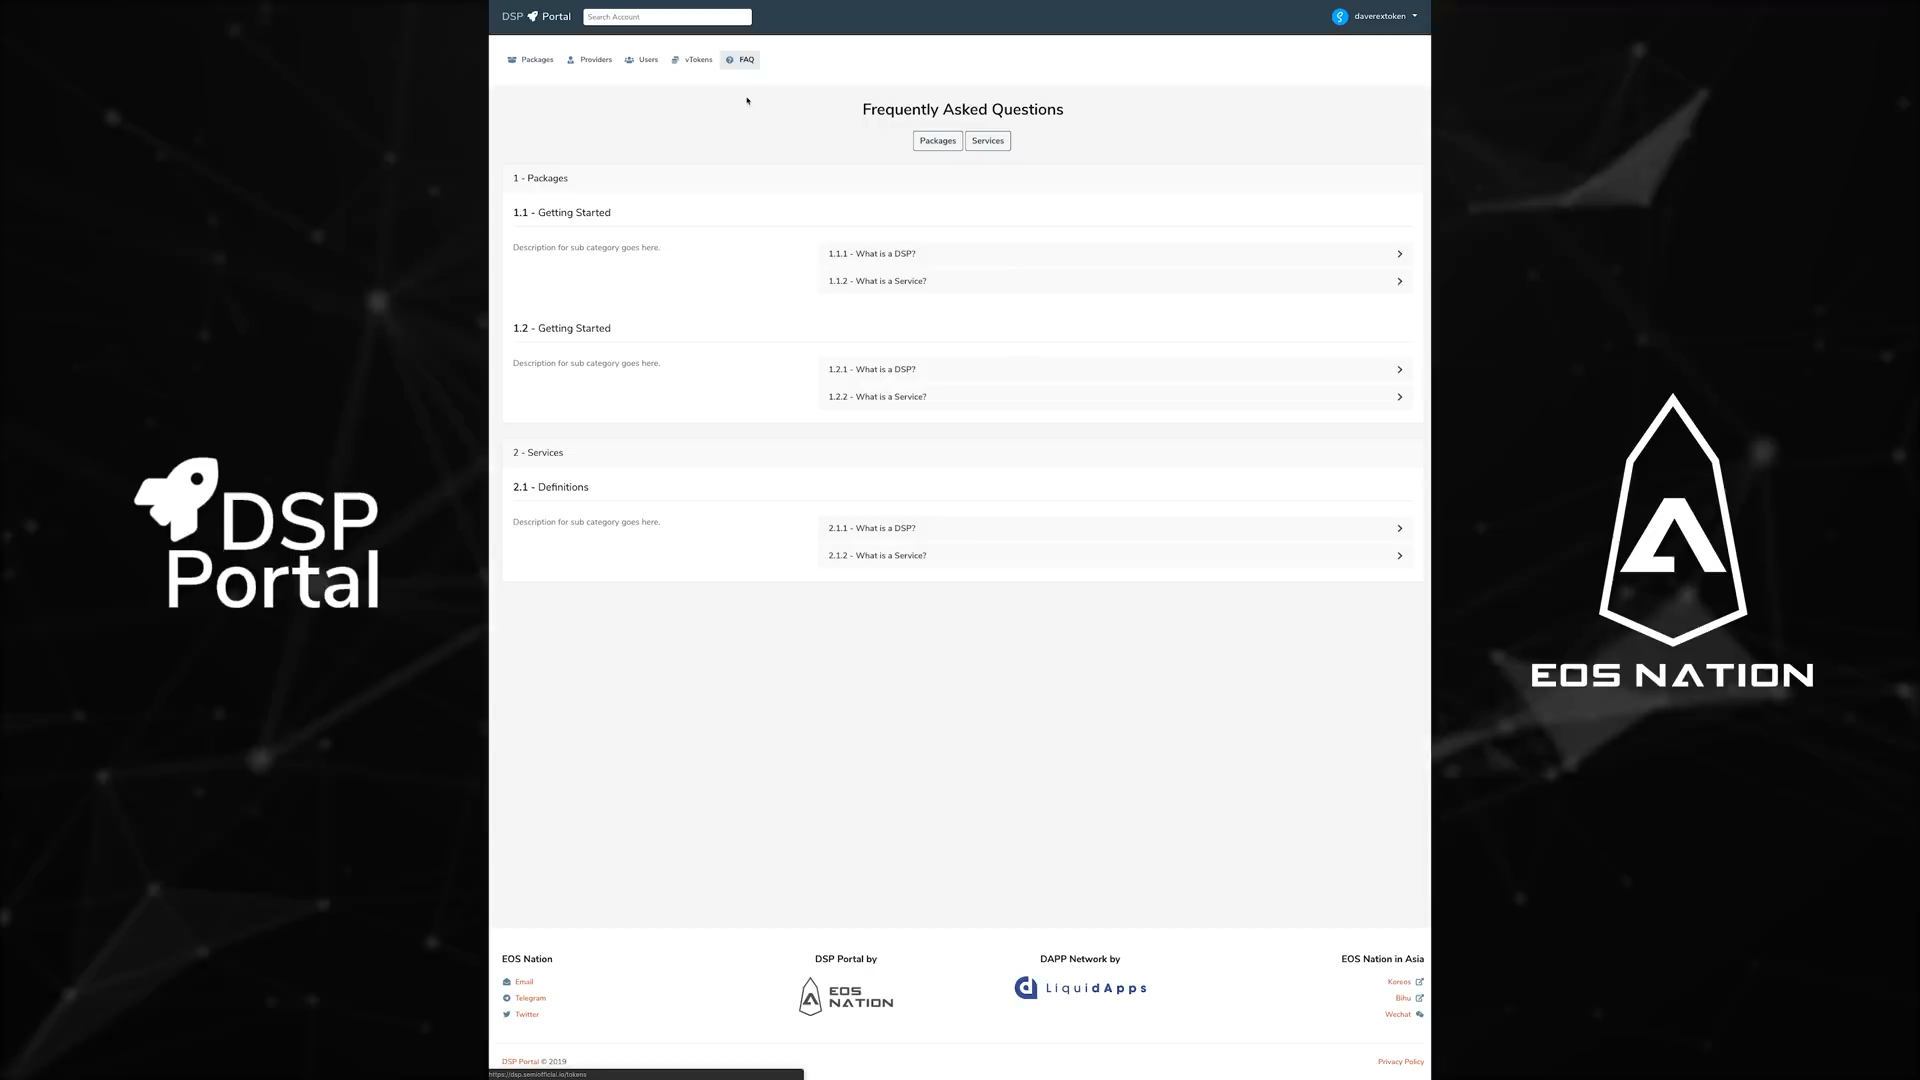 DSP Portal
Search Account
daverextoken
Packages
Providers
Users
vTokens
FAQ
Frequently Asked Questions
Packages
Services
1 - Packages
1.1 - Getting Started
Description for sub category goes here.
1.1.1 - What is a DSP?
1.1.2 - What is a Service?
1.2 - Getting Started
Description for sub category goes here.
1.2.1 - What is a DSP?
1.2.2 - What is a Service?
2 - Services
2.1 - Definitions
Description for sub category goes here.
2.1.1 - What is a DSP?
2.1.2 - What is a Service?
DSP
Portal
EOS NATION
EOS Nation
Email
Telegram
Twitter
DSP Portal by
EOS
NATION
DAPP Network by
LiquidApps
EOS Nation in Asia
Koreos
Bihu
Wechat
DSP Portal © 2019
Privacy Policy
https://dsp.semiofficial.io/tokens